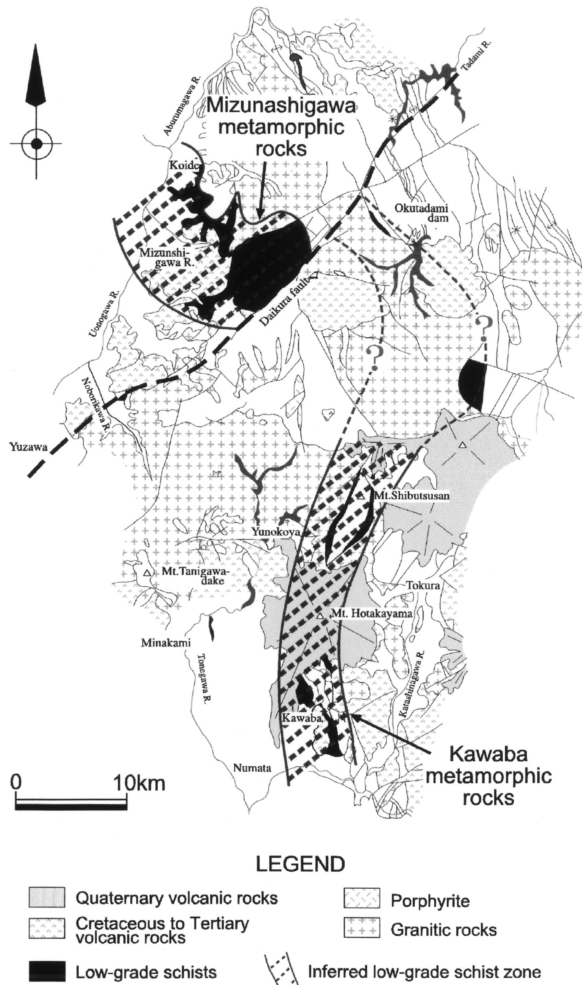 Tadami R.
Aburumagawa R.
Mizunashigawa
metamorphic
rocks
Koide
Okutadami
dam
Mizunshi-
gawa R.
Uonogawa R.
Daikura fault
?
?
Noborikawa R.
Yuzawa
Mt.Shibutsusan
Yunokoya
Mt.Tanigawa-
dake
Tokura
Mt. Hotakayama
Minakami
Tonegawa R.
Katashinagawa R.
Kawaba
Numata
Kawaba
metamorphic
rocks
0 10km
LEGEND
Quaternary volcanic rocks
Porphyrite
Cretaceous to Tertiary
volcanic rocks
Granitic rocks
Low-grade schists
Inferred low-grade schist zone